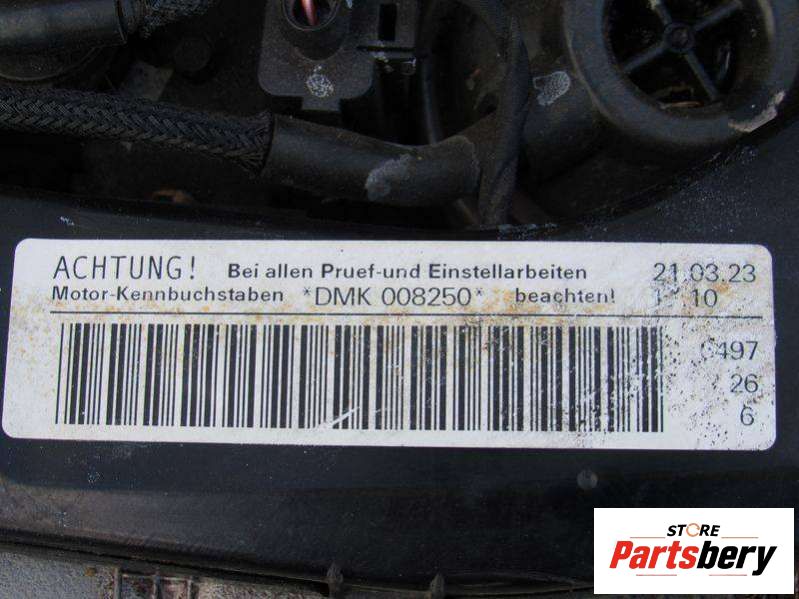 ACHTUNG! Bei allen Pruef-und Einstellarbeiten 21.03.23
Motor-Kennbuchstaben *DMK 008250* beachten! 10
497
26
6
STORE
Partsbery